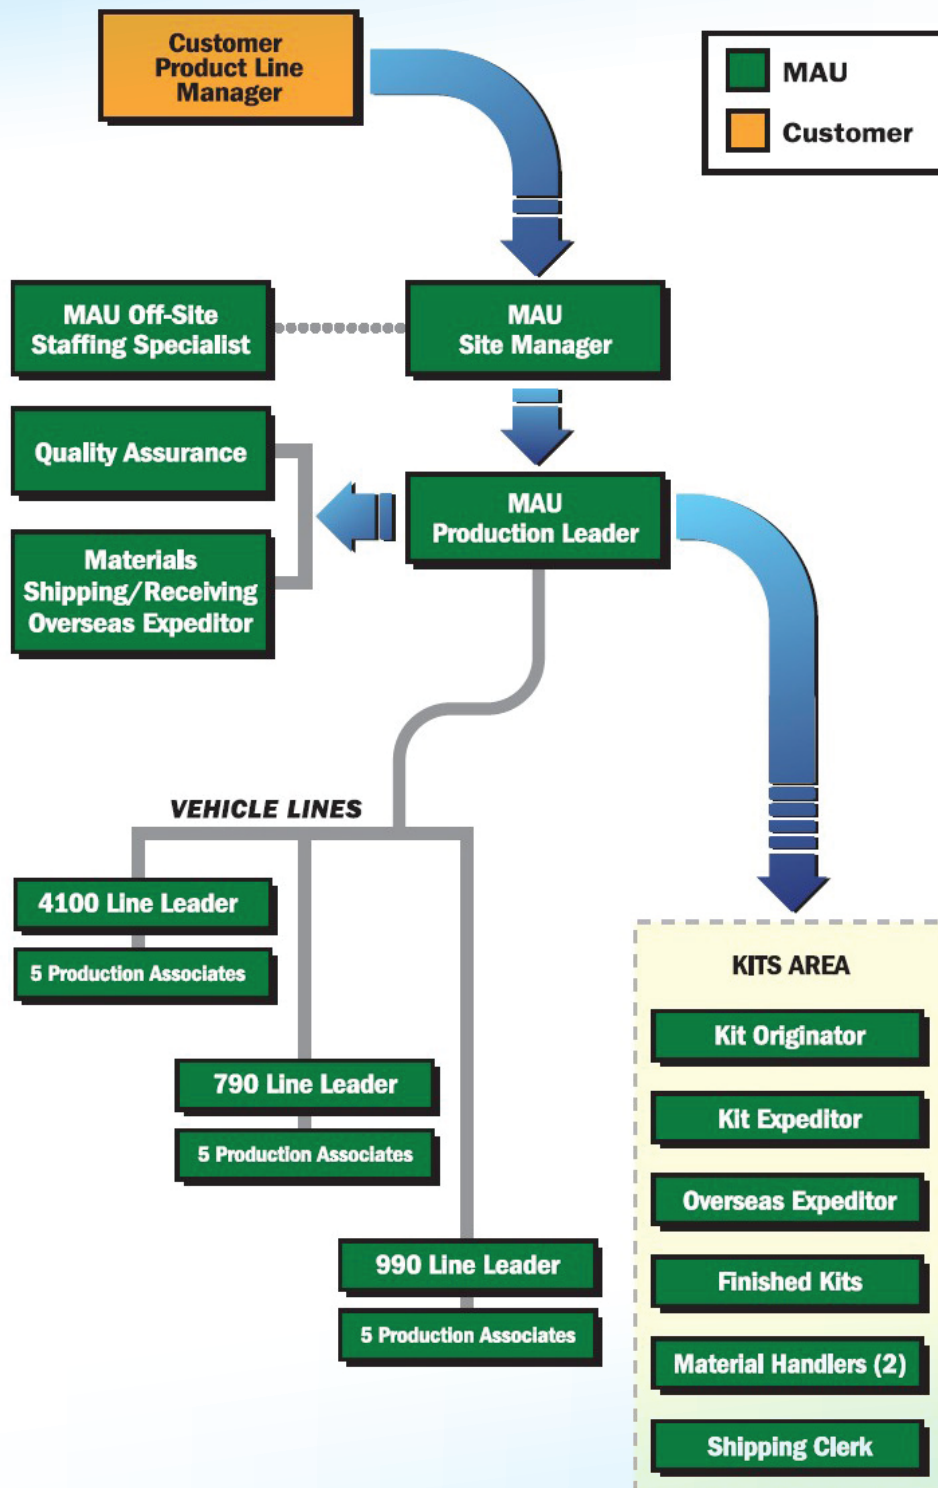 Customer
Product Line
Manager
MAU
Customer
MAU Off-Site
Staffing Specialist
MAU
Site Manager
Quality Assurance
MAU
Production Leader
Materials
Shipping/Receiving
Overseas Expeditor
VEHICLE LINES
4100 Line Leader
5 Production Associates
790 Line Leader
5 Production Associates
990 Line Leader
5 Production Associates
KITS AREA
Kit Originator
Kit Expeditor
Overseas Expeditor
Finished Kits
Material Handlers (2)
Shipping Clerk